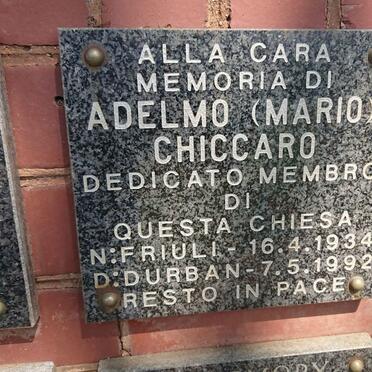 ALLA CARA
MEMORIA DI
ADELMO (MARIO)
CHICCARO
DEDICATO MEMBRO
DI
QUESTA CHIESA
N:FRIULI-16.4.1934
D:DURBAN-7.5.1992
RESTO IN PACE